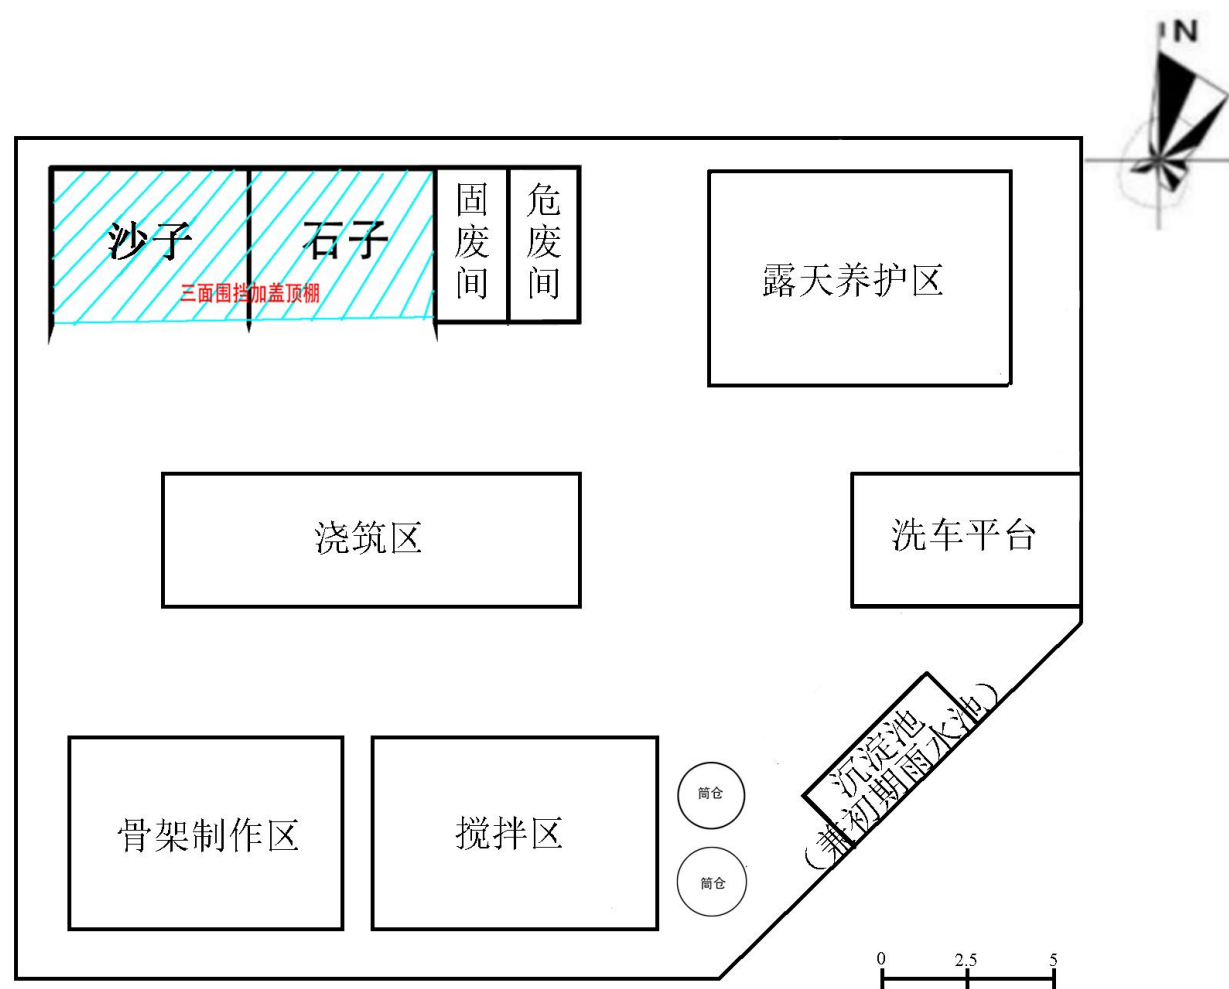 N
沙子
石子
三面围挡加盖顶棚
固废间
危废间
露天养护区
浇筑区
洗车平台
沉淀池
（兼初期雨水池）
骨架制作区
搅拌区
筒仓
筒仓
0 2.5 5